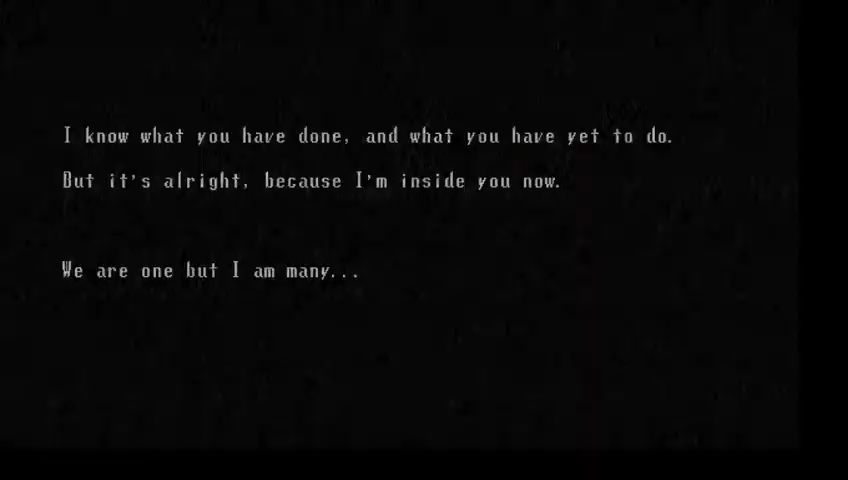 I know what you have done, and what you have yet to do.
But it's alright, because I'm inside you now.
We are one but I am many...